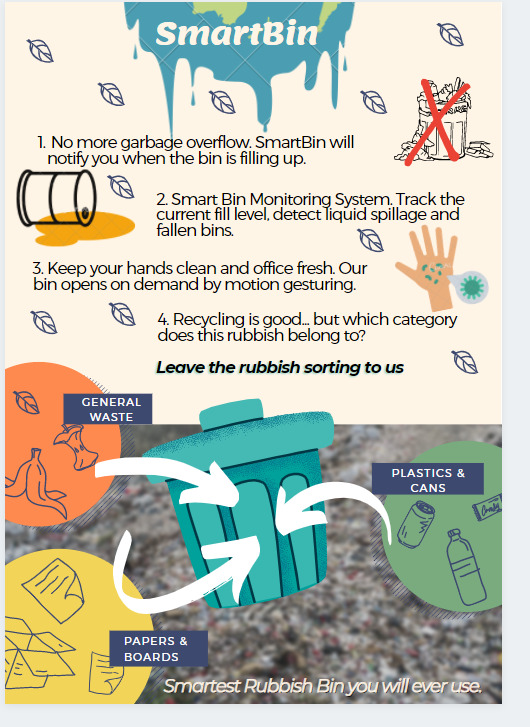 SmartBin
1. No more garbage overflow. SmartBin will
notify you when the bin is filling up.
2. Smart Bin Monitoring System. Track the
current fill level, detect liquid spillage and
fallen bins.
3. Keep your hands clean and office fresh. Our
bin opens on demand by motion gesturing.
4. Recycling is good... but which category
does this rubbish belong to?
Leave the rubbish sorting to us
GENERAL
WASTE
PLASTICS &
CANS
Candy
PAPERS &
BOARDS
Smartest Rubbish Bin you will ever use.